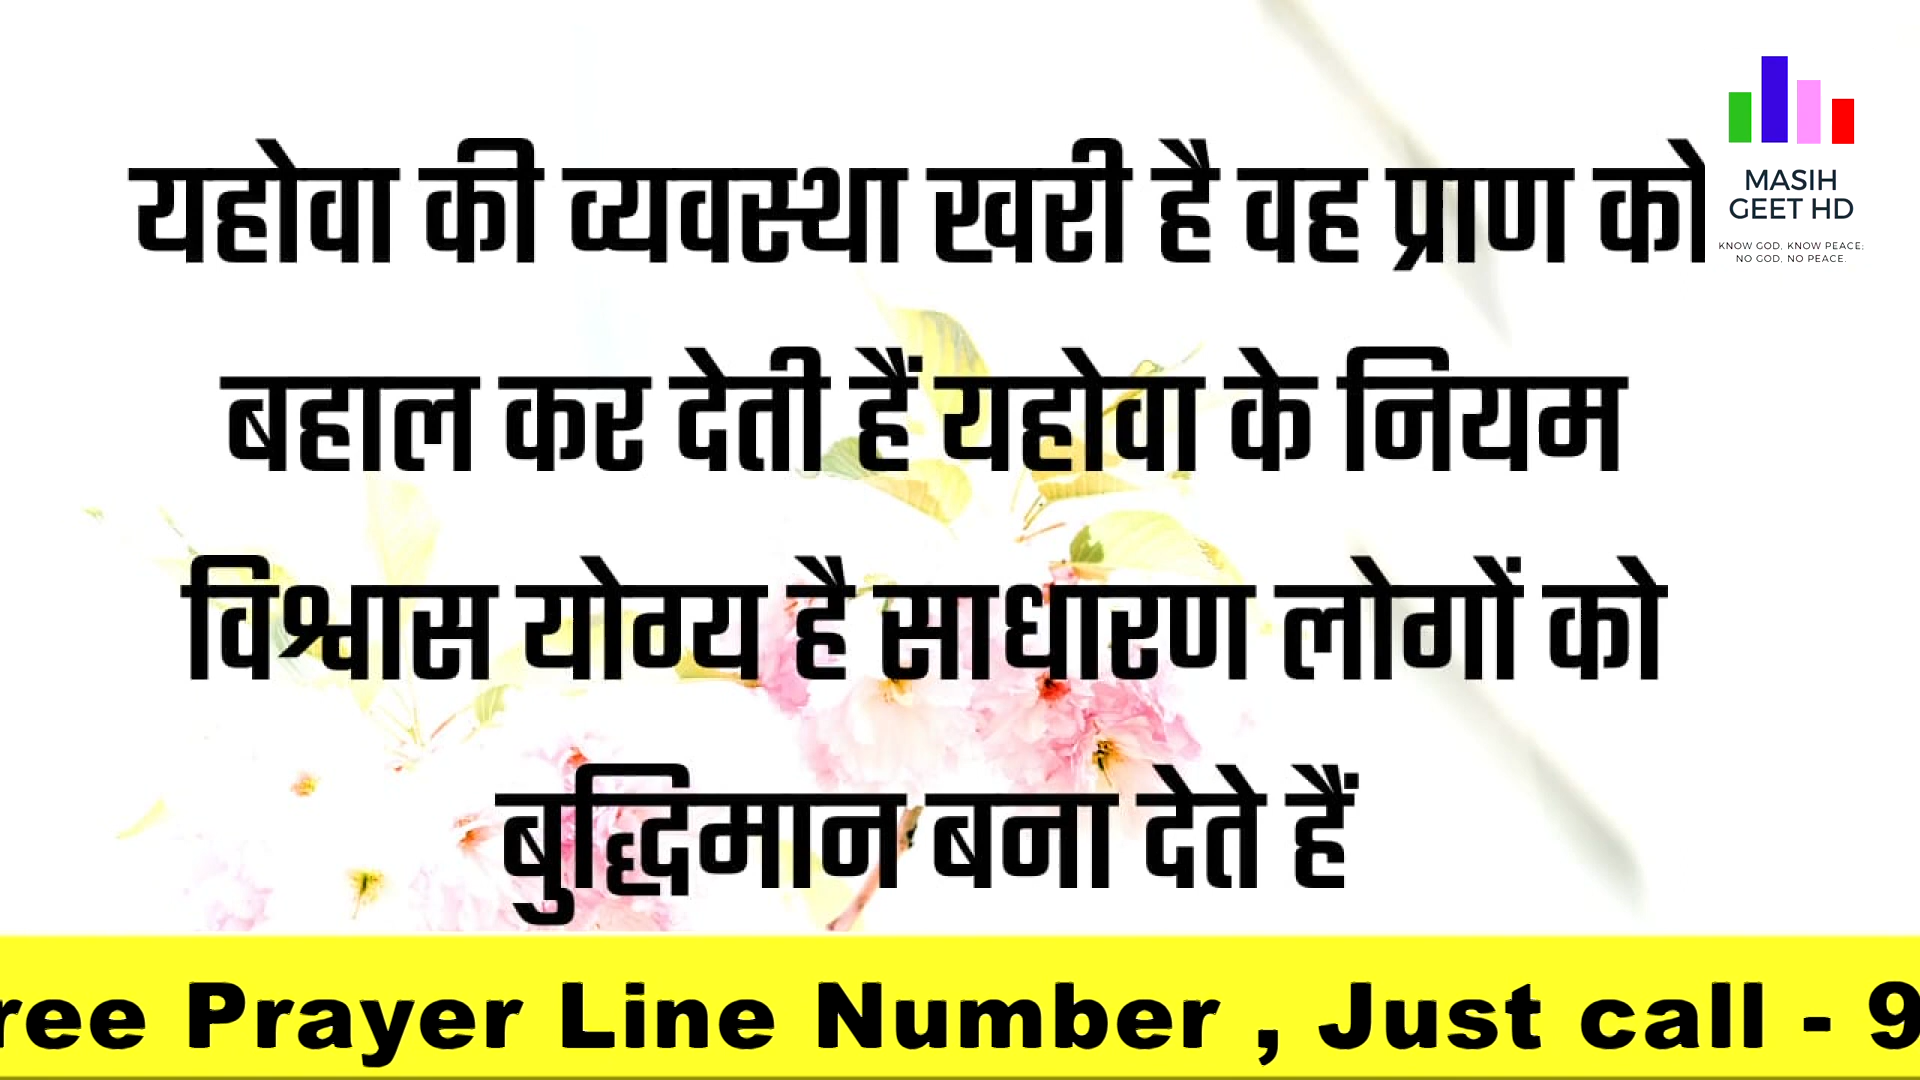 यहोवा की व्यवस्था खरी है वह प्राण को
बहाल कर देती हैं यहोवा के नियम
विश्वास योग्य है साधारण लोगों को
बुद्धिमान बना देते हैं
MASIH
GEET HD
KNOW GOD, KNOW PEACE;
NO GOD, NO PEACE.
ree Prayer Line Number , Just call - 9